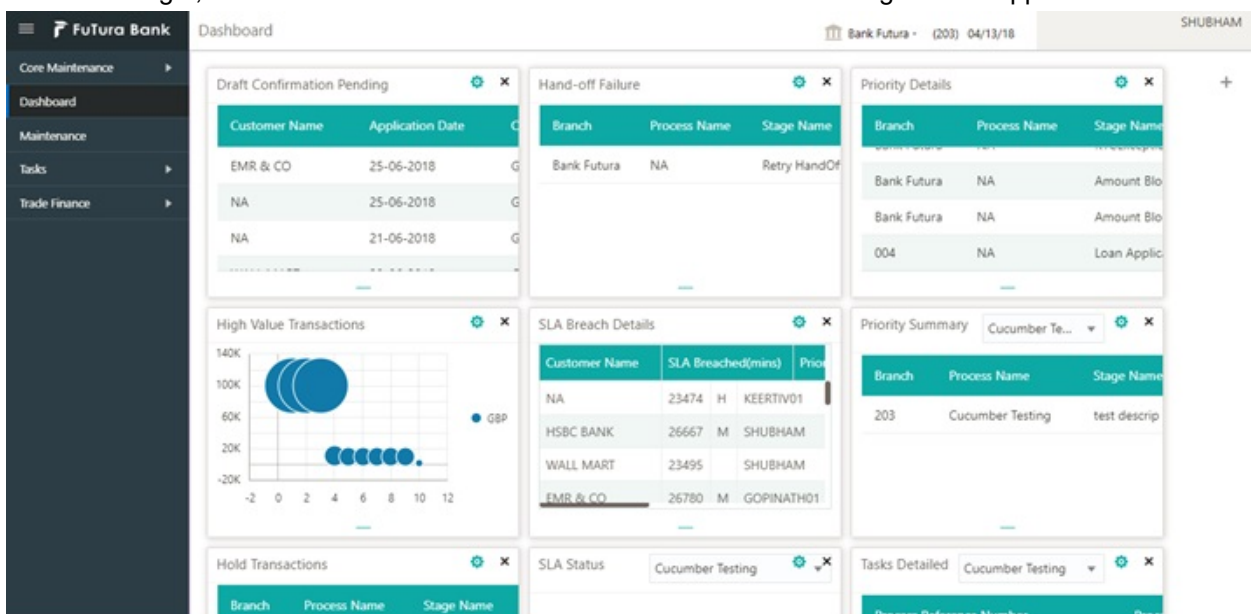 FuTura Bank
Dashboard
Bank Futura - (203) 04/13/18
SHUBHAM
Core Maintenance
Dashboard
Maintenance
Tasks
Trade Finance
Draft Confirmation Pending
Customer Name Application Date C
EMR & CO 25-06-2018 G
NA 25-06-2018 G
NA 21-06-2018 G
Hand-off Failure
Branch Process Name Stage Name
Bank Futura NA Retry HandOf
Priority Details
Branch Process Name Stage Name
Bank Futura NA Amount Blo
Bank Futura NA Amount Blo
004 NA Loan Applic
High Value Transactions
140K
100K
60K
20K
-20K
-2 0 2 4 6 8 10 12
GBP
SLA Breach Details
Customer Name SLA Breached(mins) Prior
NA 23474 H KEERTIV01
HSBC BANK 26667 M SHUBHAM
WALL MART 23495 SHUBHAM
EMR & CO 26780 M GOPINATH01
Priority Summary Cucumber Te...
Branch Process Name Stage Name
203 Cucumber Testing test descrip
Hold Transactions
Branch Process Name Stage Name
SLA Status Cucumber Testing
Tasks Detailed Cucumber Testing